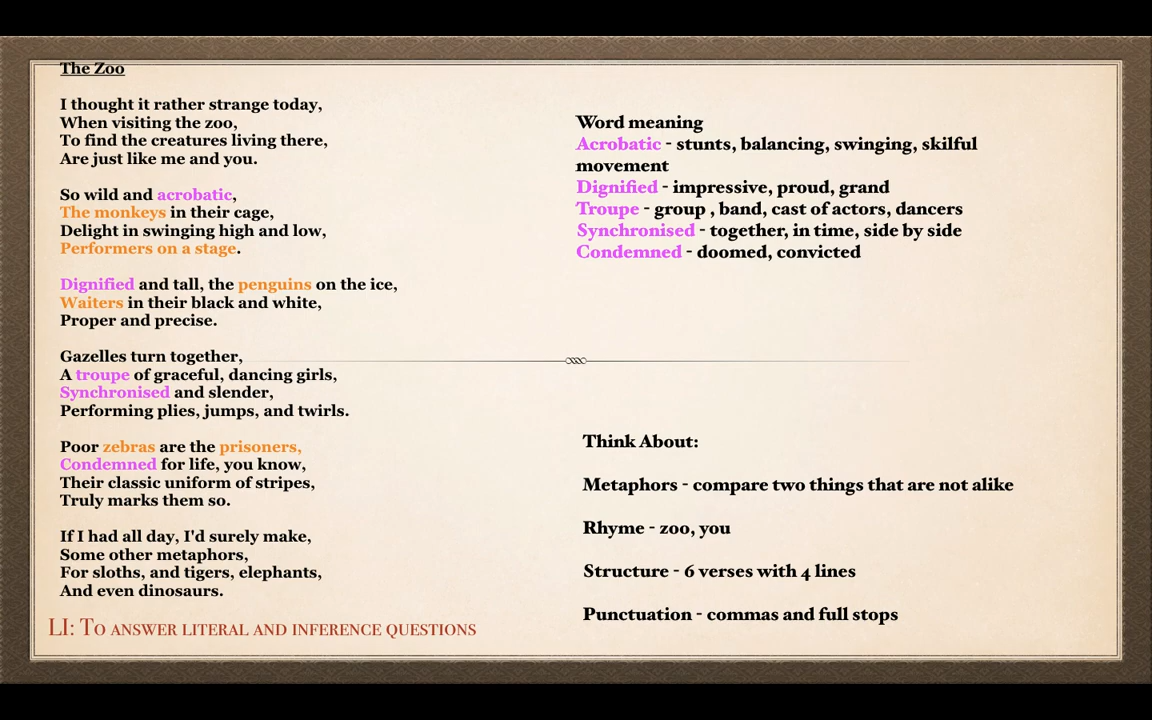 The Zoo
I thought it rather strange today,
When visiting the zoo,
To find the creatures living there,
Are just like me and you.
So wild and acrobatic,
The monkeys in their cage,
Delight in swinging high and low,
Performers on a stage.
Dignified and tall, the penguins on the ice,
Waiters in their black and white,
Proper and precise.
Gazelles turn together,
A troupe of graceful, dancing girls,
Synchronised and slender,
Performing plies, jumps, and twirls.
Poor zebras are the prisoners,
Condemned for life, you know,
Their classic uniform of stripes,
Truly marks them so.
If I had all day, I'd surely make,
Some other metaphors,
For sloths, and tigers, elephants,
And even dinosaurs.
LI: To answer literal and inference questions
Word meaning
Acrobatic - stunts, balancing, swinging, skilful
movement
Dignified - impressive, proud, grand
Troupe - group , band, cast of actors, dancers
Synchronised - together, in time, side by side
Condemned - doomed, convicted
Think About:
Metaphors - compare two things that are not alike
Rhyme - zoo, you
Structure - 6 verses with 4 lines
Punctuation - commas and full stops